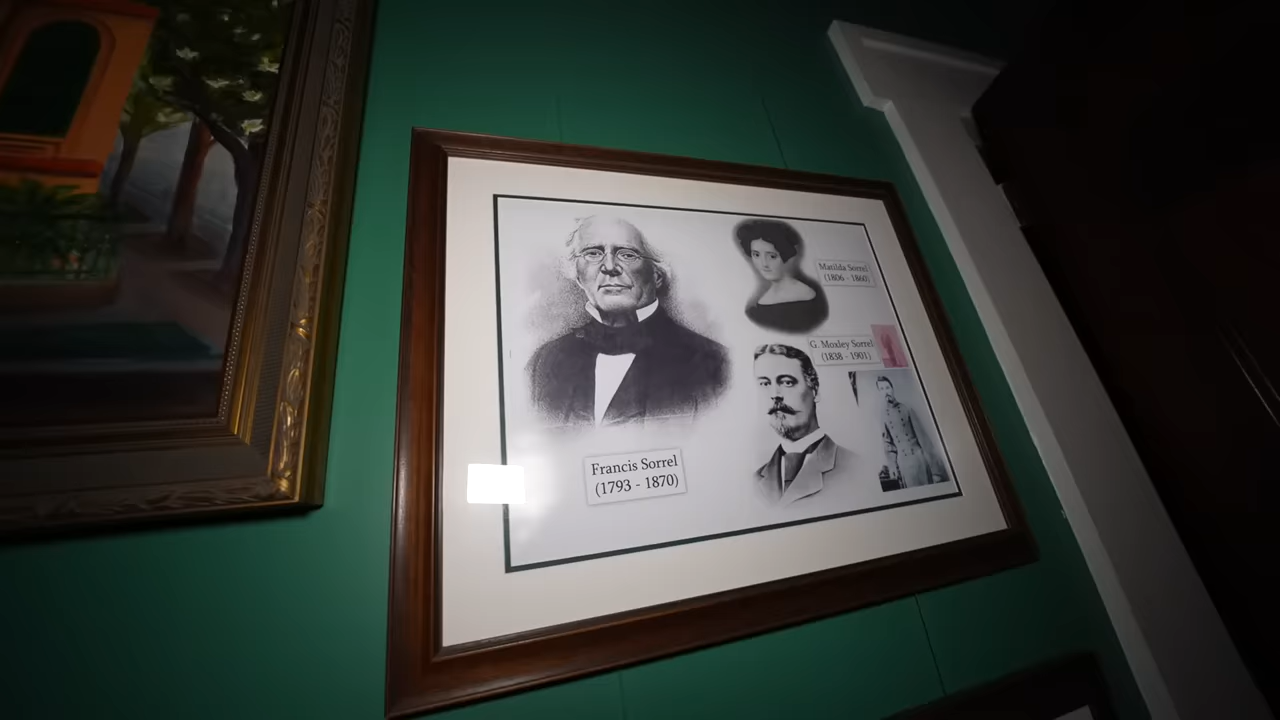 Matilda Sorrel
(1806 - 1860)
G. Moxley Sorrel
(1838 - 1901)
Francis Sorrel
(1793 - 1870)